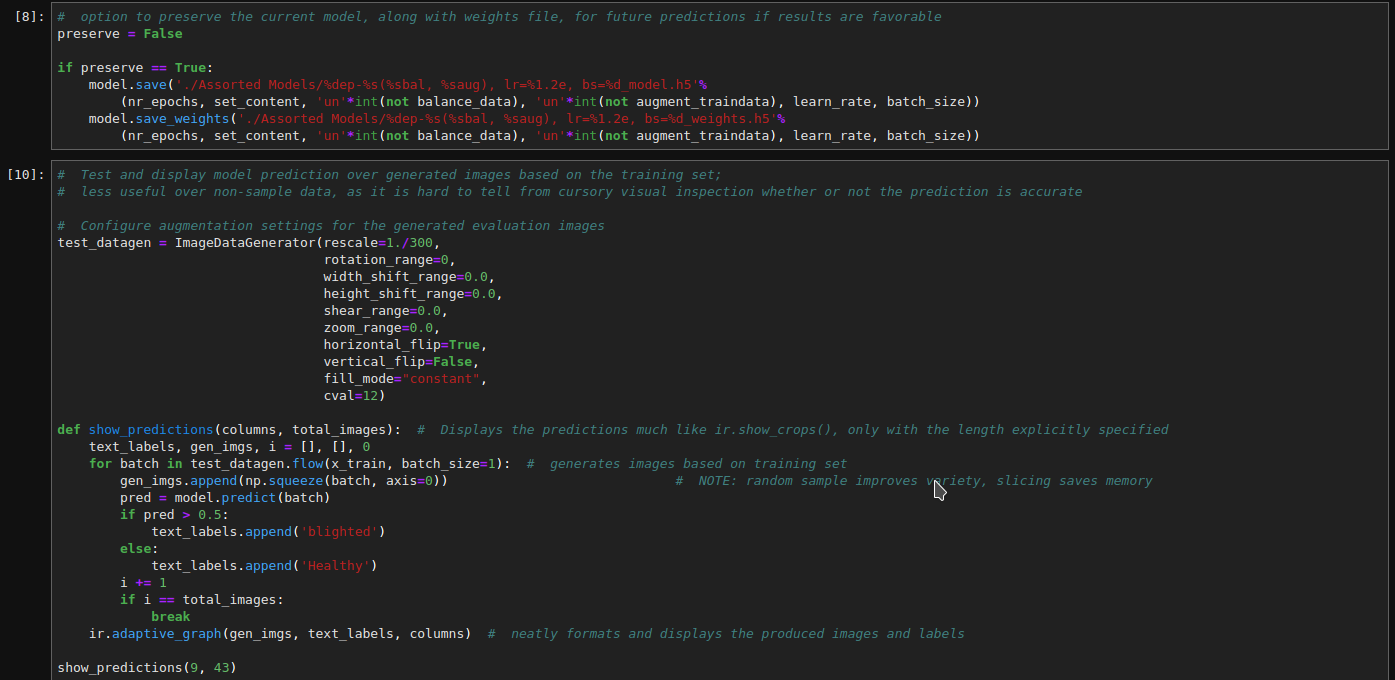 [8]: #  option to preserve the current model, along with weights file, for future predictions if results are favorable
preserve = False
if preserve == True:
    model.save('./Assorted Models/%dep-%s(%sbal, %saug), lr=%1.2e, bs=%d_model.h5'%
        (nr_epochs, set_content, 'un'*int(not balance_data), 'un'*int(not augment_traindata), learn_rate, batch_size))
    model.save_weights('./Assorted Models/%dep-%s(%sbal, %saug), lr=%1.2e, bs=%d_weights.h5'%
        (nr_epochs, set_content, 'un'*int(not balance_data), 'un'*int(not augment_traindata), learn_rate, batch_size))
[10]: #  Test and display model prediction over generated images based on the training set;
#  less useful over non-sample data, as it is hard to tell from cursory visual inspection whether or not the prediction is accurate
#  Configure augmentation settings for the generated evaluation images
test_datagen = ImageDataGenerator(rescale=1./300,
                                  rotation_range=0,
                                  width_shift_range=0.0,
                                  height_shift_range=0.0,
                                  shear_range=0.0,
                                  zoom_range=0.0,
                                  horizontal_flip=True,
                                  vertical_flip=False,
                                  fill_mode="constant",
                                  cval=12)
def show_predictions(columns, total_images):  #  Displays the predictions much like ir.show_crops(), only with the length explicitly specified
    text_labels, gen_imgs, i = [], [], 0
    for batch in test_datagen.flow(x_train, batch_size=1):  #  generates images based on training set
        gen_imgs.append(np.squeeze(batch, axis=0))                             #  NOTE: random sample improves variety, slicing saves memory
        pred = model.predict(batch)
        if pred > 0.5:
            text_labels.append('blighted')
        else:
            text_labels.append('Healthy')
        i += 1
        if i == total_images:
            break
    ir.adaptive_graph(gen_imgs, text_labels, columns)  #  neatly formats and displays the produced images and labels
show_predictions(9, 43)